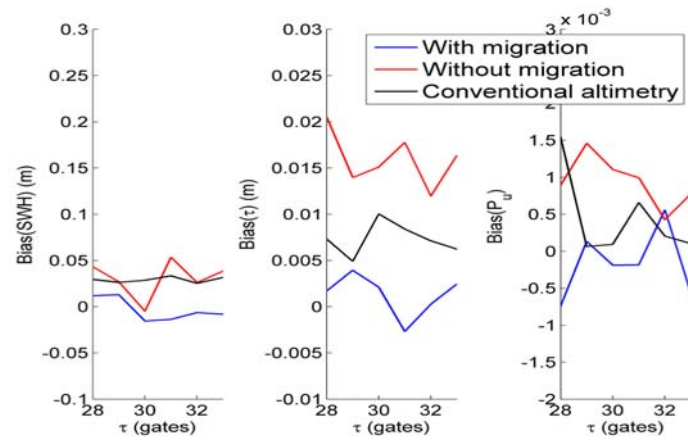 × 10⁻³
With migration
Without migration
Conventional altimetry
Bias(SWH) (m)
0.3
0.25
0.2
0.15
0.1
0.05
0
-0.05
-0.1
28 30 32
τ (gates)
Bias(τ) (m)
0.03
0.025
0.02
0.015
0.01
0.005
0
-0.005
-0.01
28 30 32
τ (gates)
Bias(Pu)
2
1.5
1
0.5
0
-0.5
-1
-1.5
-2
28 30 32
τ (gates)